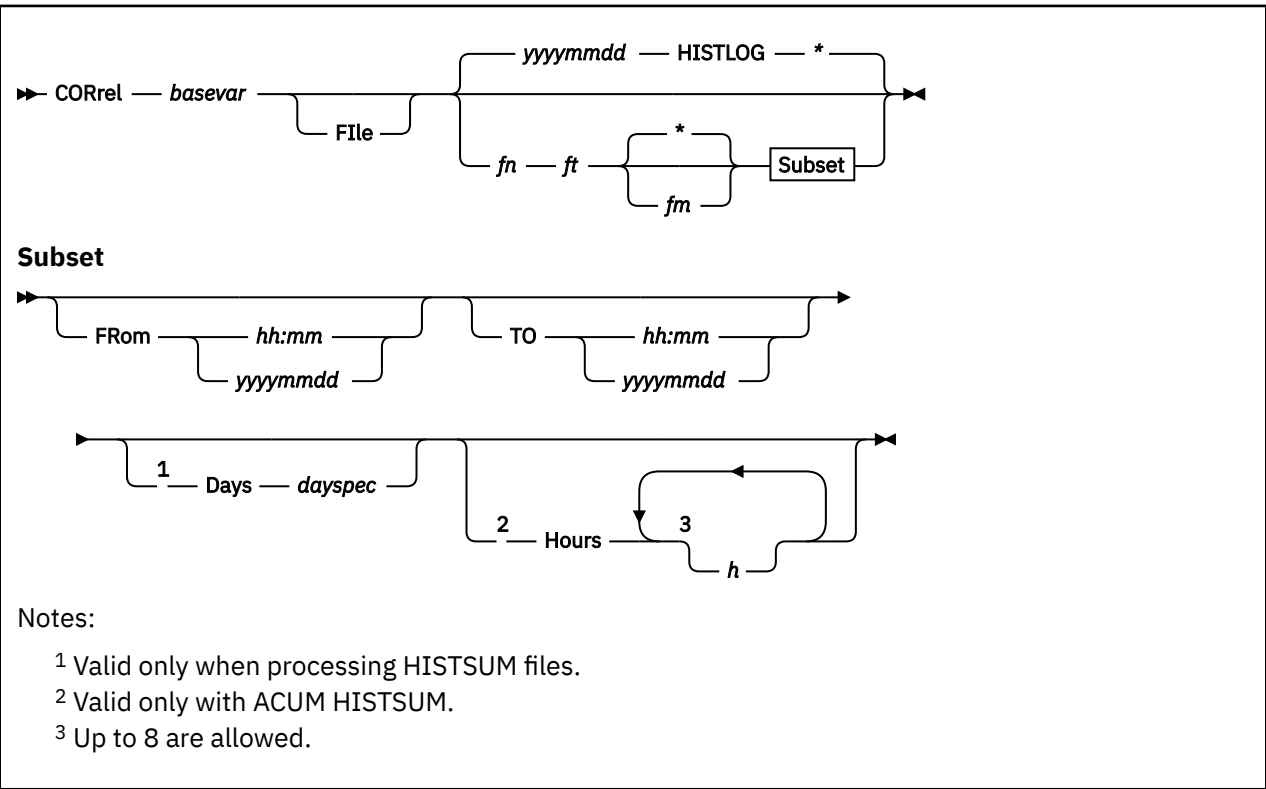 yyyymmdd HISTLOG *
CORrel basevar
FIle
*
fn ft Subset
fm
Subset
FRom hh:mm TO hh:mm
yyyymmdd yyyymmdd
1 Days dayspec
2 Hours 3
h
Notes:
1 Valid only when processing HISTSUM files.
2 Valid only with ACUM HISTSUM.
3 Up to 8 are allowed.